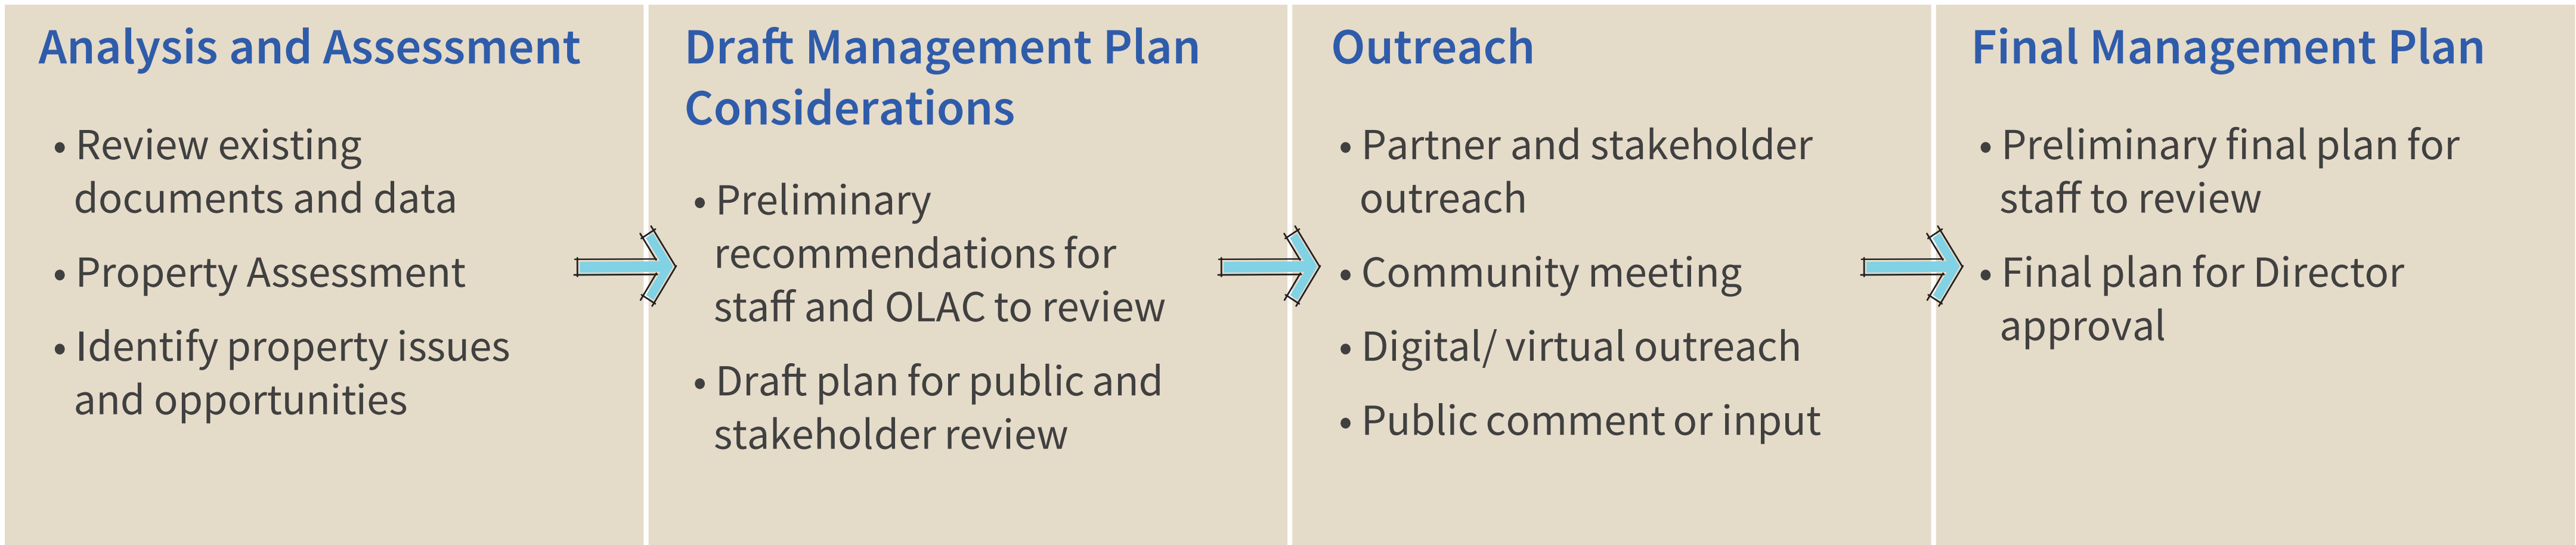 Analysis and Assessment
• Review existing
documents and data
• Property Assessment
• Identify property issues
and opportunities
Draft Management Plan
Considerations
• Preliminary
recommendations for
staff and OLAC to review
• Draft plan for public and
stakeholder review
Outreach
• Partner and stakeholder
outreach
• Community meeting
• Digital/ virtual outreach
• Public comment or input
Final Management Plan
• Preliminary final plan for
staff to review
• Final plan for Director
approval